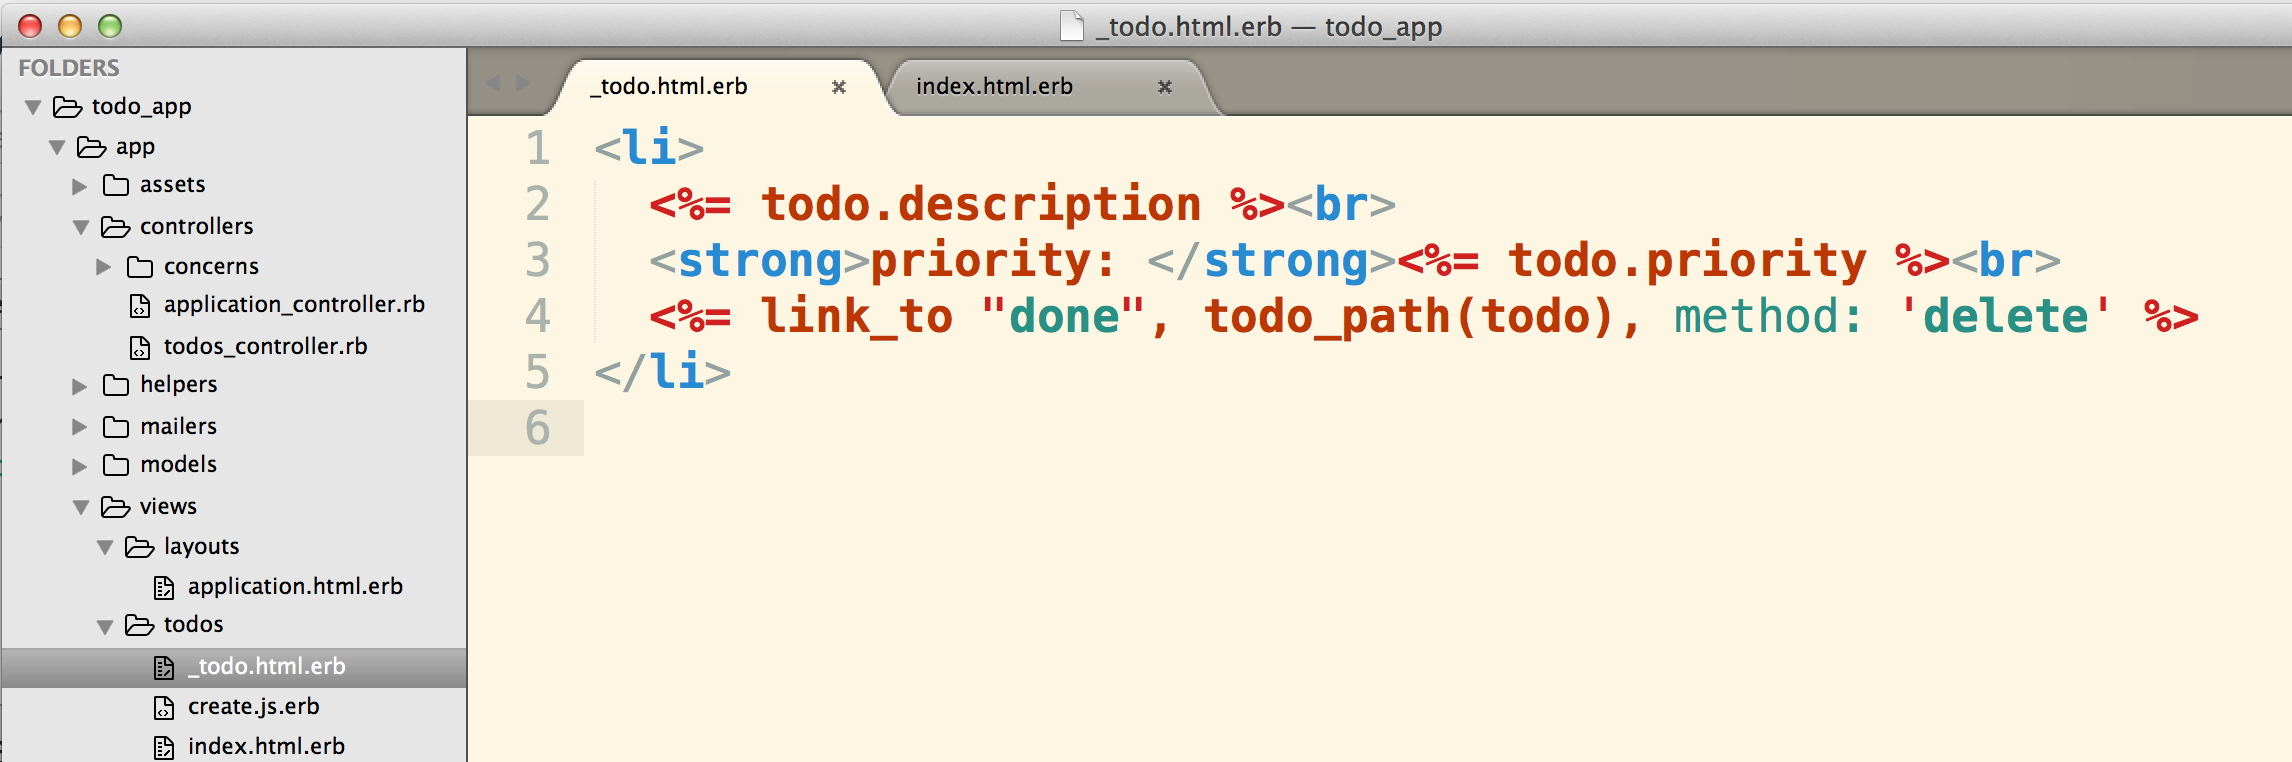 _todo.html.erb — todo_app
FOLDERS
todo_app
app
assets
controllers
concerns
application_controller.rb
todos_controller.rb
helpers
mailers
models
views
layouts
application.html.erb
todos
_todo.html.erb
create.js.erb
index.html.erb
_todo.html.erb × index.html.erb ×
1 <li>
2   <%= todo.description %><br>
3   <strong>priority: </strong><%= todo.priority %><br>
4   <%= link_to "done", todo_path(todo), method: 'delete' %>
5 </li>
6